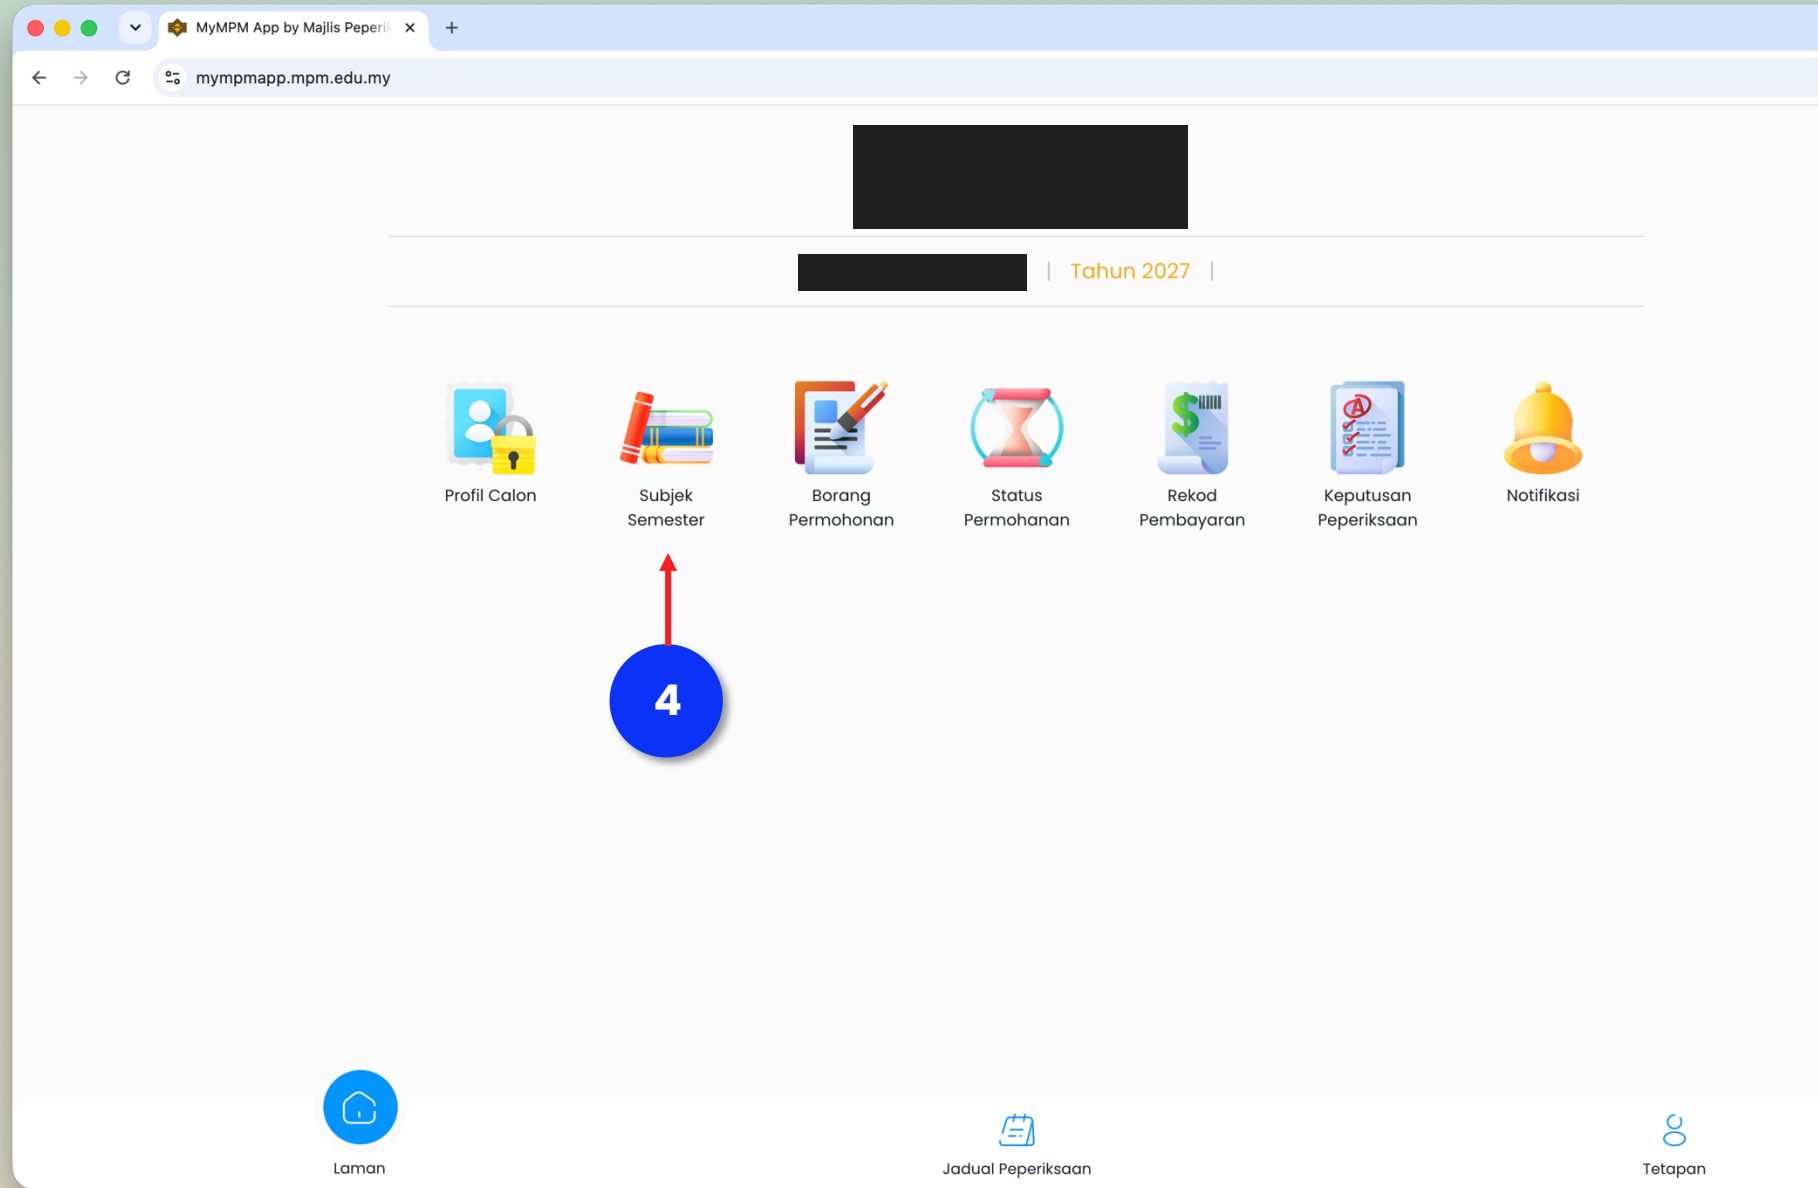 MyMPM App by Majlis Peperi
mympmapp.mpm.edu.my
| Tahun 2027 |
Profil Calon
Subjek
Semester
Borang
Permohonan
Status
Permohanan
Rekod
Pembayaran
Keputusan
Peperiksaan
Notifikasi
4
Laman
Jadual Peperiksaan
Tetapan